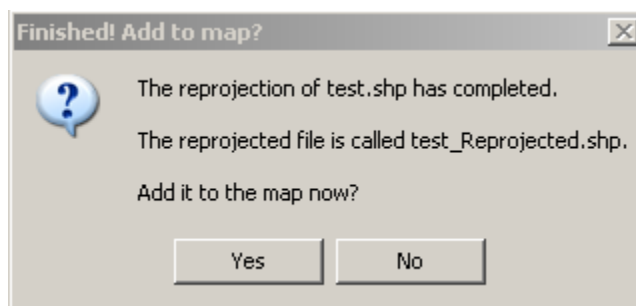 Finished! Add to map?
The reprojection of test.shp has completed.
The reprojected file is called test_Reprojected.shp.
Add it to the map now?
Yes
No